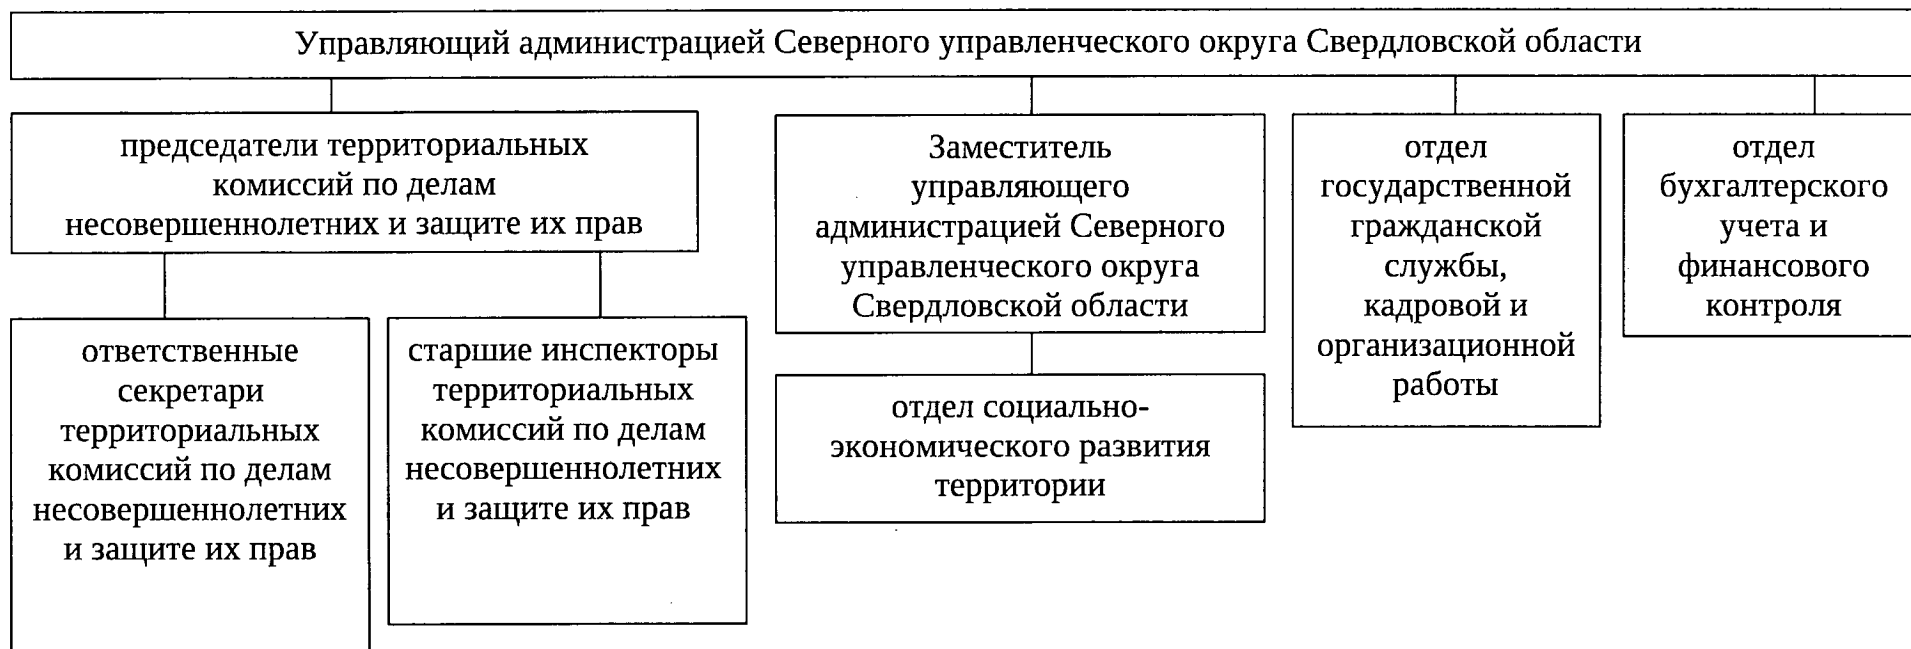 Управляющий администрацией Северного управленческого округа Свердловской области
председатели территориальных
комиссий по делам
несовершеннолетних и защите их прав
ответственные
секретари
территориальных
комиссий по делам
несовершеннолетних
и защите их прав
старшие инспекторы
территориальных
комиссий по делам
несовершеннолетних
и защите их прав
Заместитель
управляющего
администрацией Северного
управленческого округа
Свердловской области
отдел социально-
экономического развития
территории
отдел
государственной
гражданской
службы,
кадровой и
организационной
работы
отдел
бухгалтерского
учета и
финансового
контроля